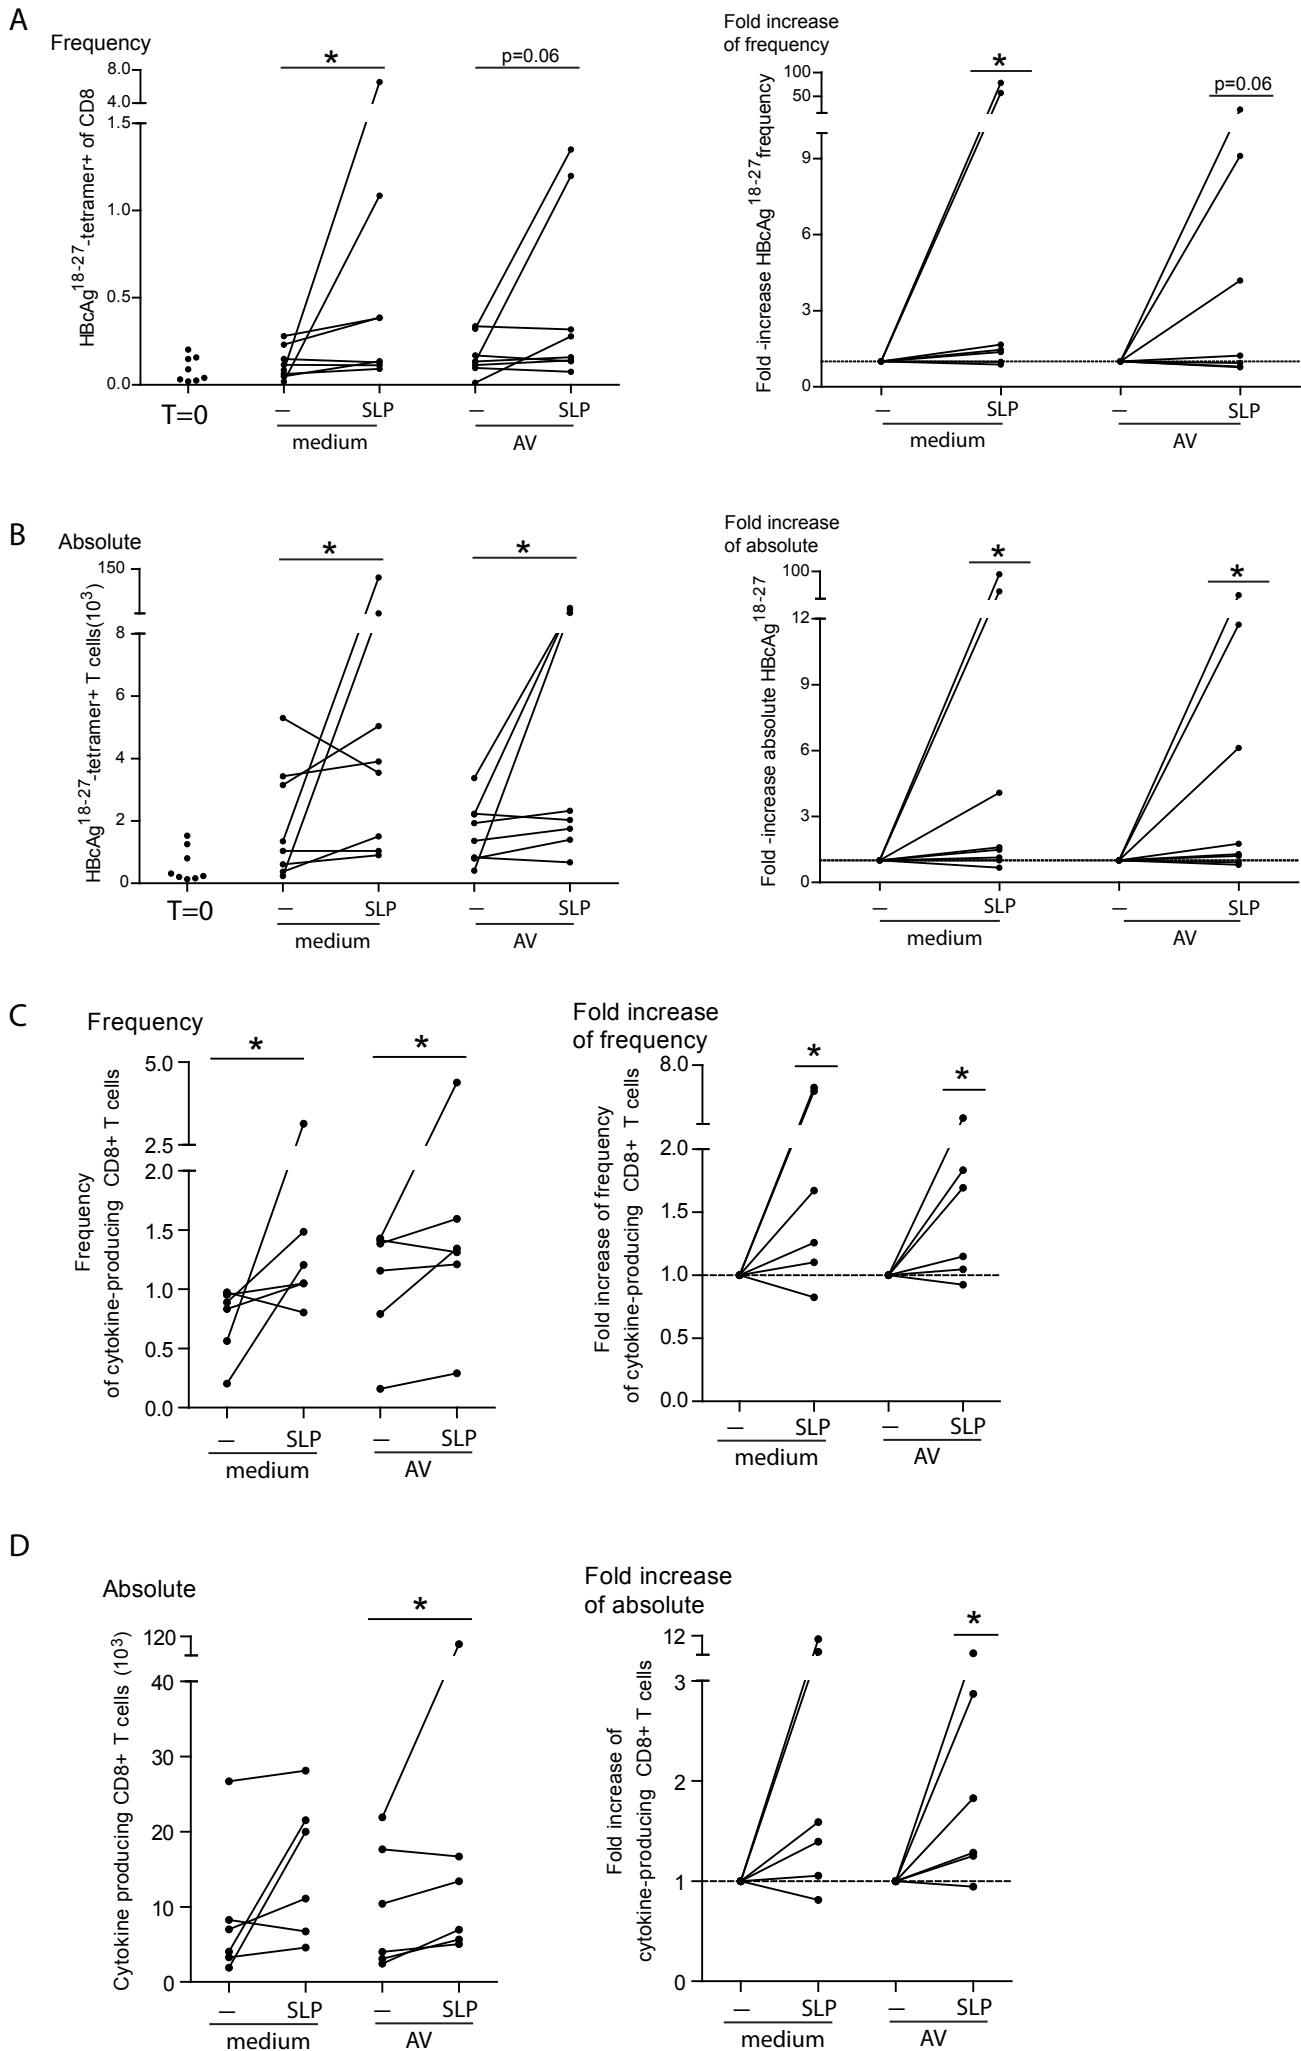 A
Frequency
HBcAg18-27-tetramer+ of CD8
8.0
4.0
1.5
1.0
0.5
0.0
*
p=0.06
T=0
— SLP — SLP
medium AV
Fold increase
of frequency
Fold -increase HBcAg18-27 frequency
100
50
9
6
3
0
*
p=0.06
— SLP — SLP
medium AV
B
Absolute
HBcAg18-27-tetramer+ T cells(103)
150
8
6
4
2
0
* *
T=0
— SLP — SLP
medium AV
Fold increase
of absolute
Fold -increase absolute HBcAg18-27
100
12
9
6
3
0
* *
— SLP — SLP
medium AV
C
Frequency
Frequency
of cytokine-producing CD8+ T cells
5.0
2.5
2.0
1.5
1.0
0.5
0.0
* *
— SLP — SLP
medium AV
Fold increase
of frequency
Fold increase of frequency
of cytokine-producing CD8+ T cells
8.0
2.0
1.5
1.0
0.5
0.0
* *
— SLP — SLP
medium AV
D
Absolute
Cytokine producing CD8+ T cells (103)
120
40
30
20
10
0
*
— SLP — SLP
medium AV
Fold increase
of absolute
Fold increase of
cytokine-producing CD8+ T cells
12
3
2
1
0
*
— SLP — SLP
medium AV